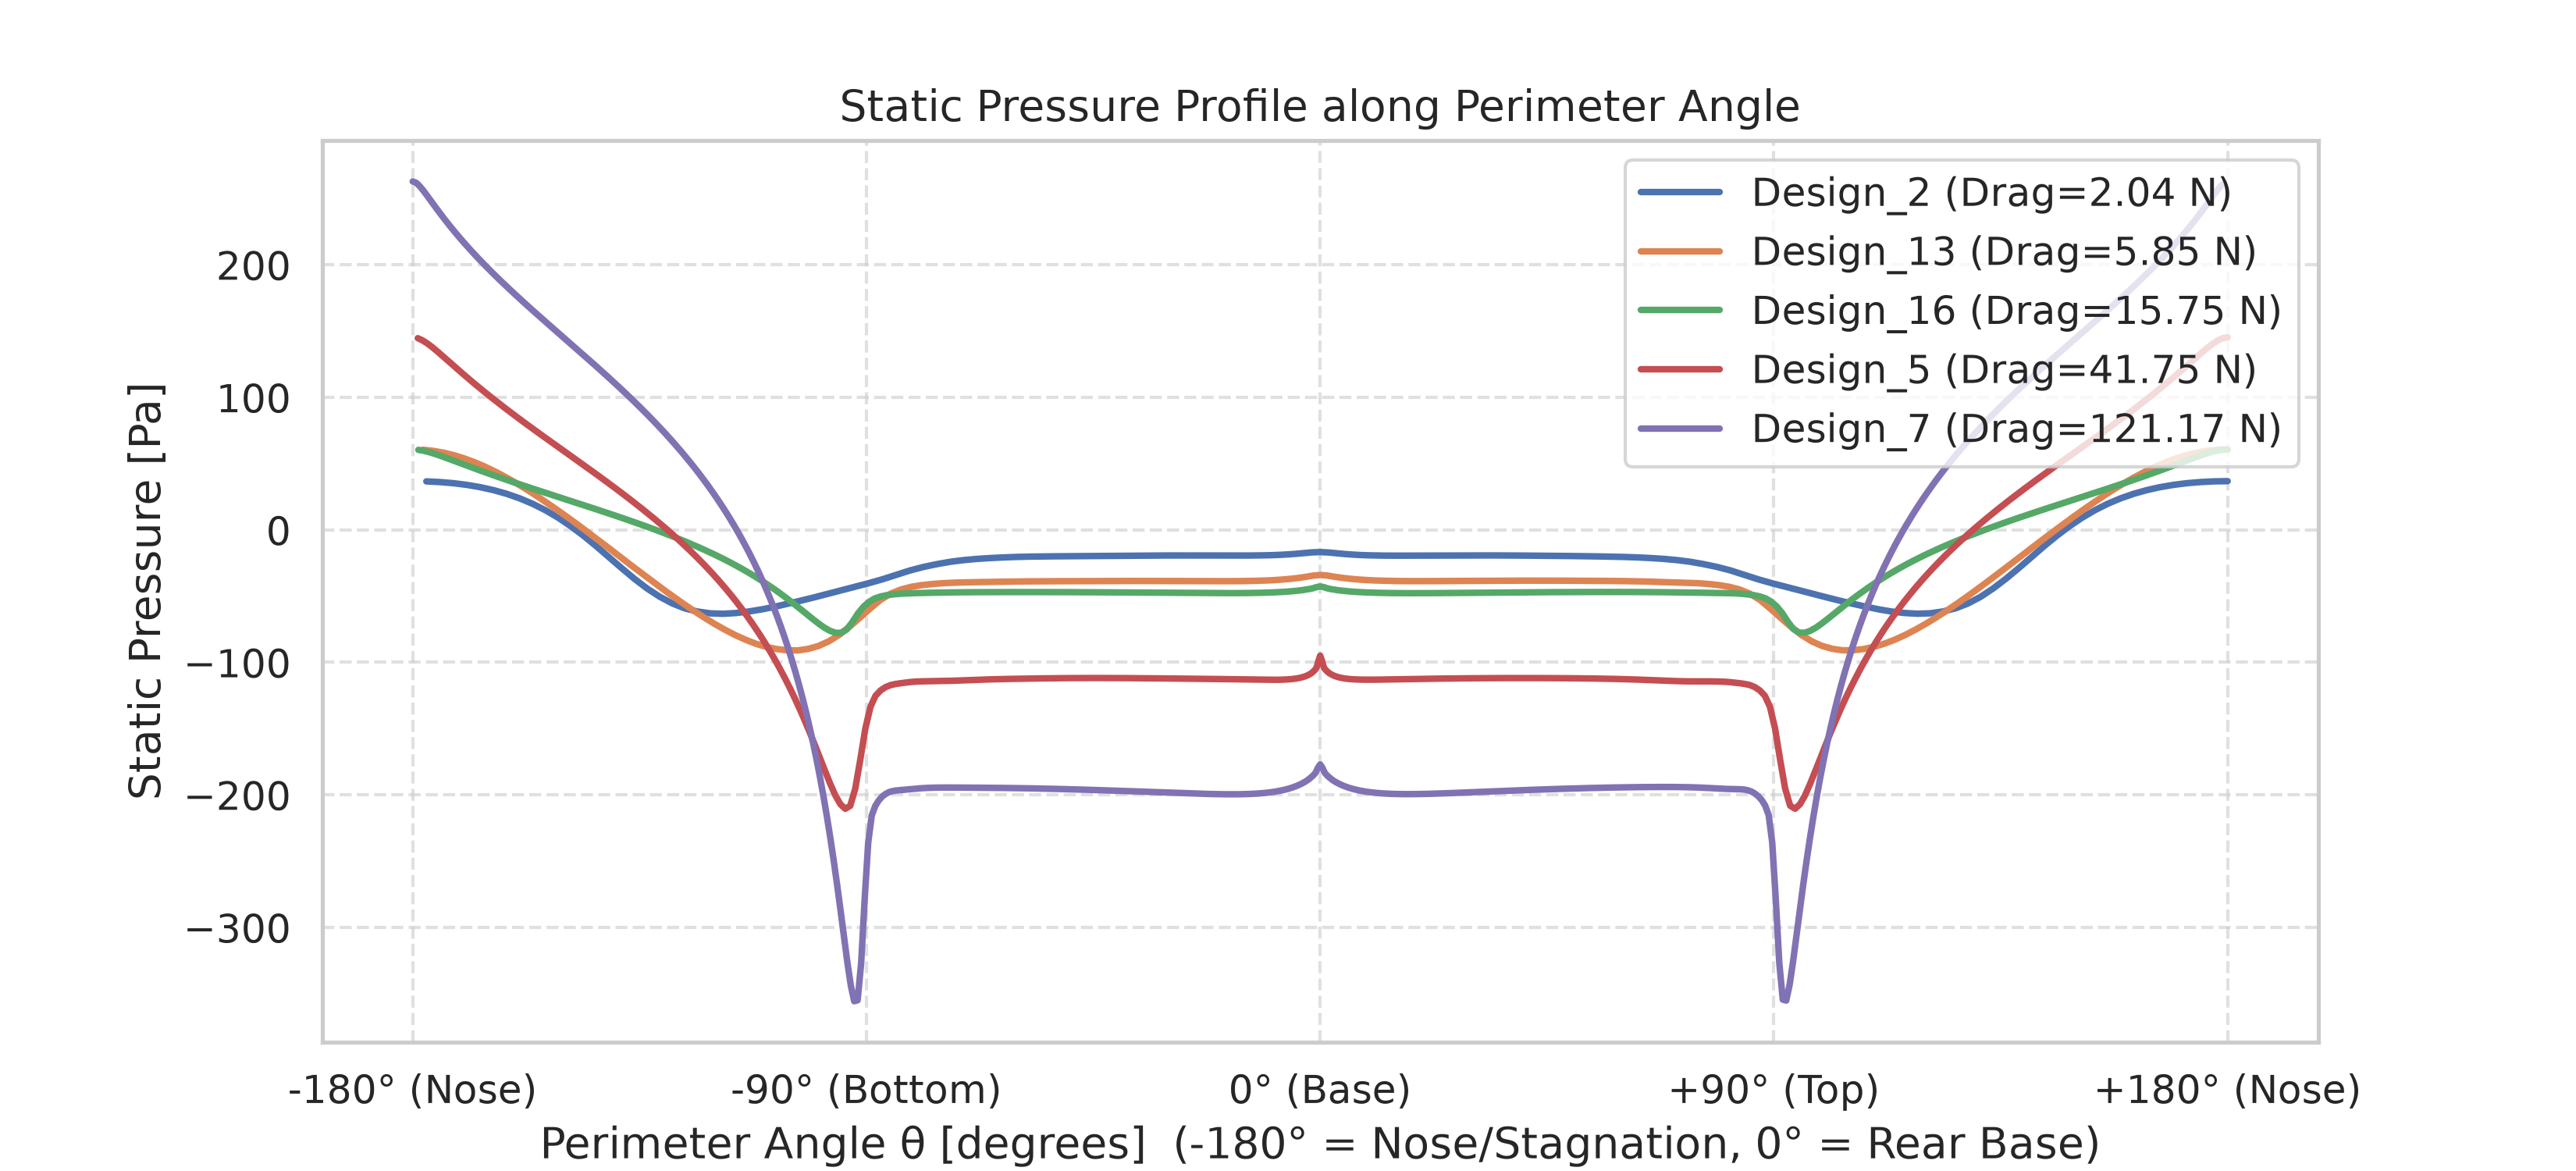 Static Pressure Profile along Perimeter Angle
Static Pressure [Pa]
200
100
0
−100
−200
−300
Design_2 (Drag=2.04 N)
Design_13 (Drag=5.85 N)
Design_16 (Drag=15.75 N)
Design_5 (Drag=41.75 N)
Design_7 (Drag=121.17 N)
-180° (Nose)
-90° (Bottom)
0° (Base)
+90° (Top)
+180° (Nose)
Perimeter Angle θ [degrees]  (-180° = Nose/Stagnation, 0° = Rear Base)